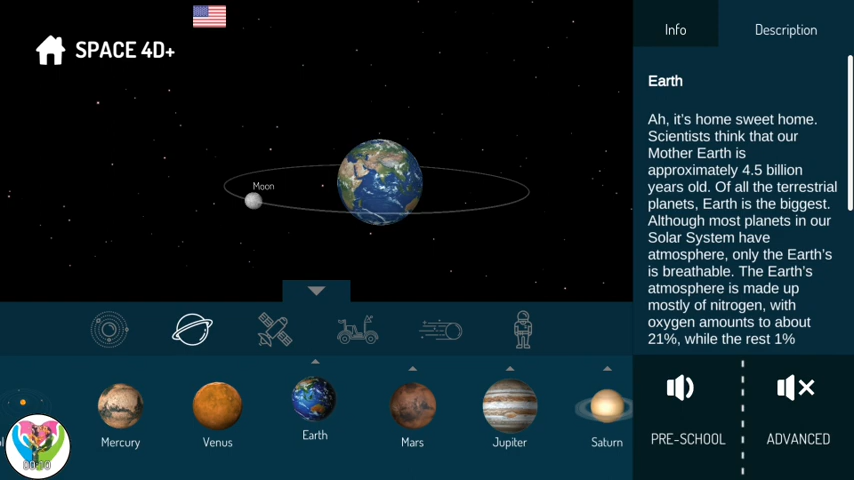 SPACE 4D+
Moon
Info
Description
Earth
Ah, it's home sweet home.
Scientists think that our
Mother Earth is
approximately 4.5 billion
years old. Of all the terrestrial
planets, Earth is the biggest.
Although most planets in our
Solar System have
atmosphere, only the Earth's
is breathable. The Earth's
atmosphere is made up
mostly of nitrogen, with
oxygen amounts to about
21%, while the rest 1%
Mercury
Venus
Earth
Mars
Jupiter
Saturn
PRE-SCHOOL
ADVANCED